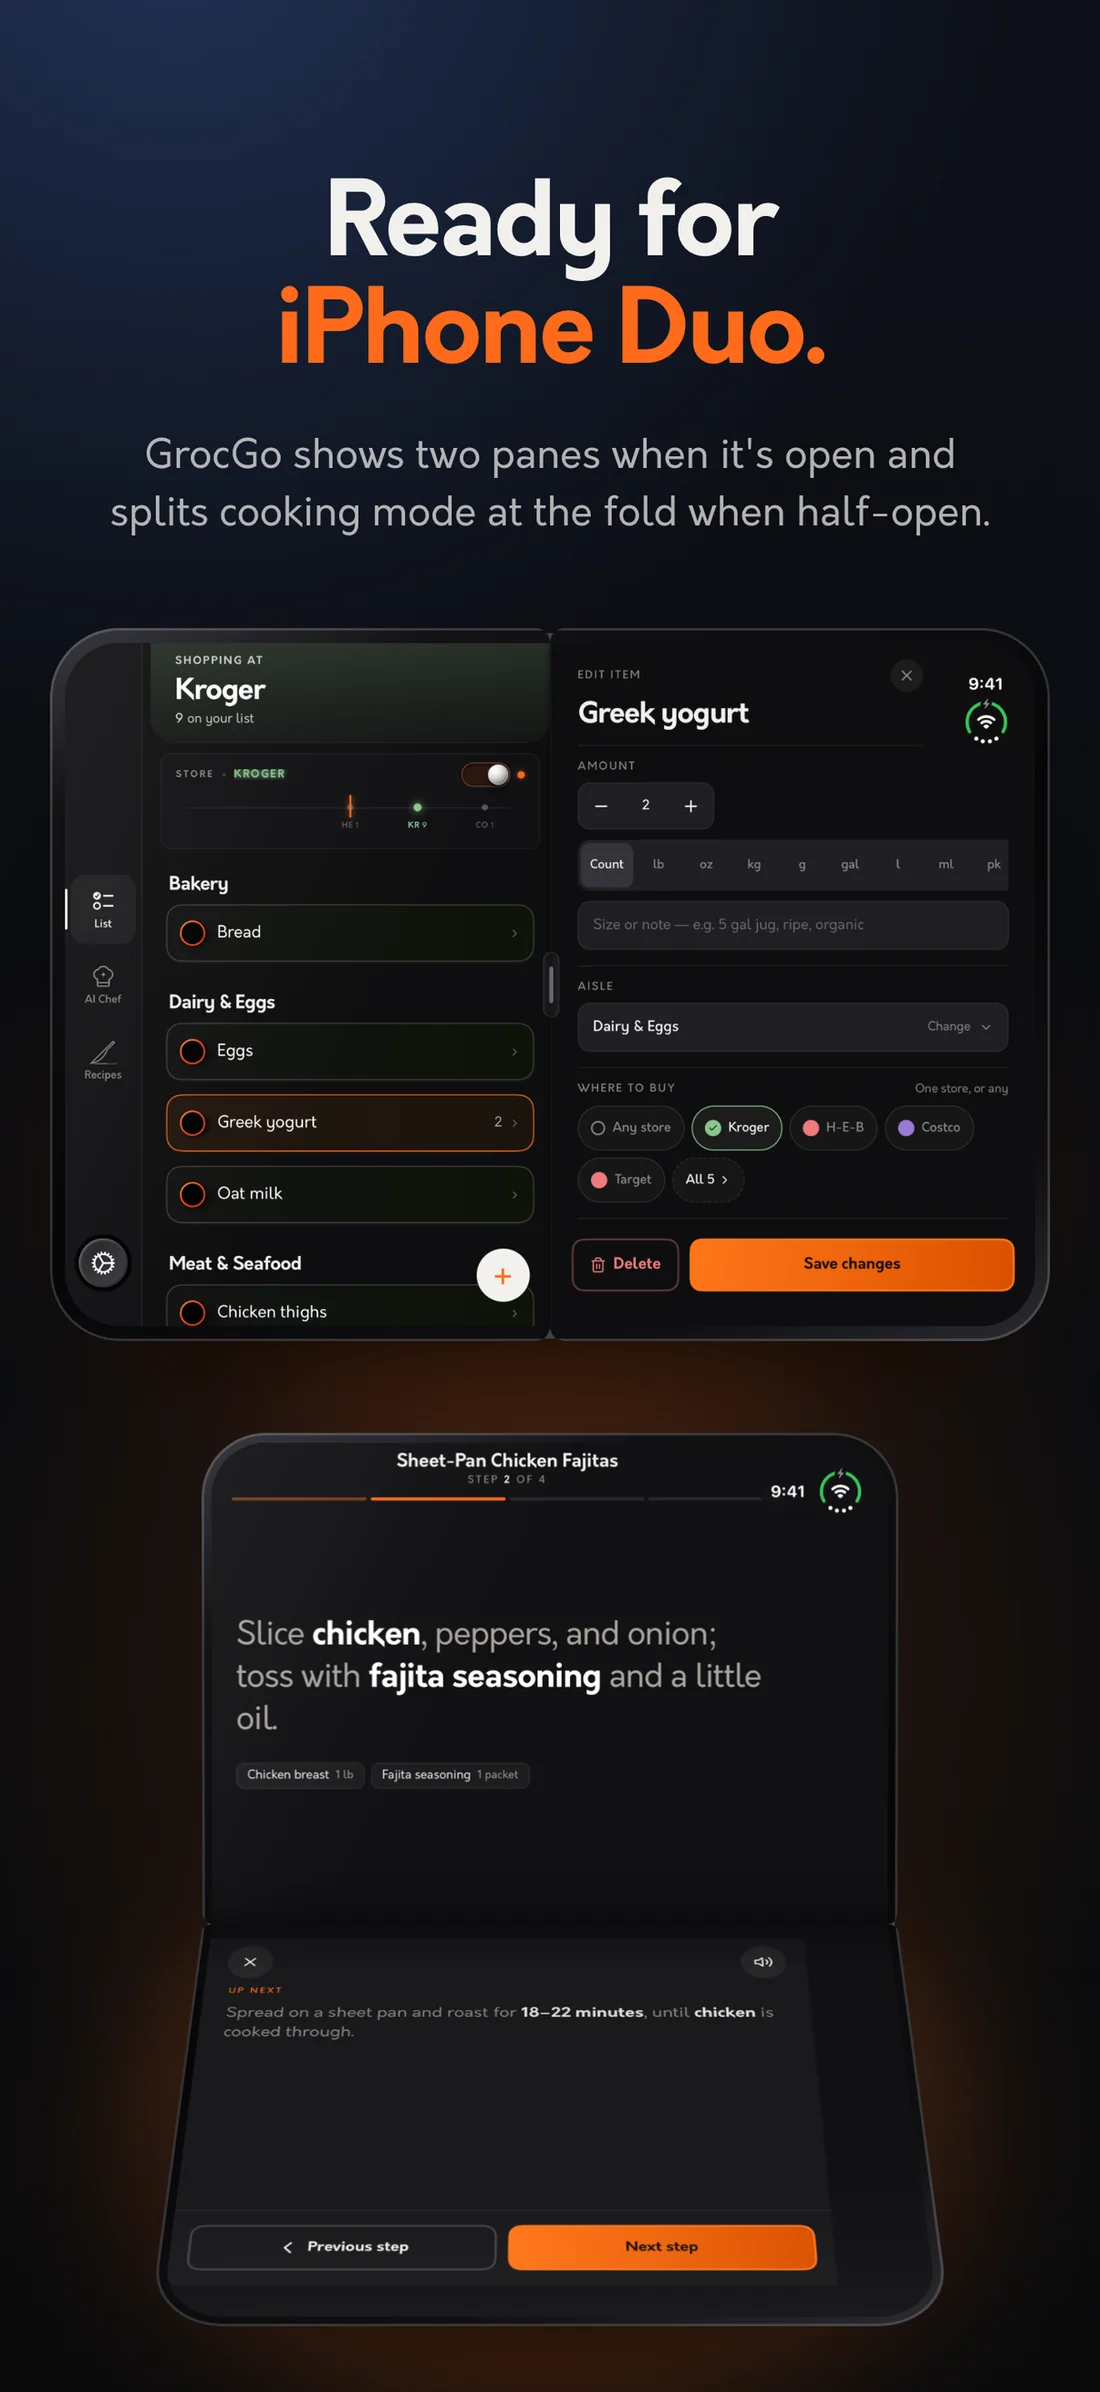 Ready for
iPhone Duo.
GrocGo shows two panes when it's open and
splits cooking mode at the fold when half-open.
SHOPPING AT
Kroger
9 on your list
STORE • KROGER
HE 1
KR 9
CO 1
List
AI Chef
Recipes
Bakery
Bread
Dairy & Eggs
Eggs
Greek yogurt 2
Oat milk
Meat & Seafood
Chicken thighs
EDIT ITEM
Greek yogurt
9:41
AMOUNT
2
Count lb oz kg g gal l ml pk
Size or note — e.g. 5 gal jug, ripe, organic
AISLE
Dairy & Eggs Change
WHERE TO BUY One store, or any
Any store Kroger H-E-B Costco
Target All 5
Delete Save changes
Sheet-Pan Chicken Fajitas
STEP 2 OF 4
9:41
Slice chicken, peppers, and onion;
toss with fajita seasoning and a little
oil.
Chicken breast 1 lb Fajita seasoning 1 packet
UP NEXT
Spread on a sheet pan and roast for 18–22 minutes, until chicken is
cooked through.
Previous step Next step